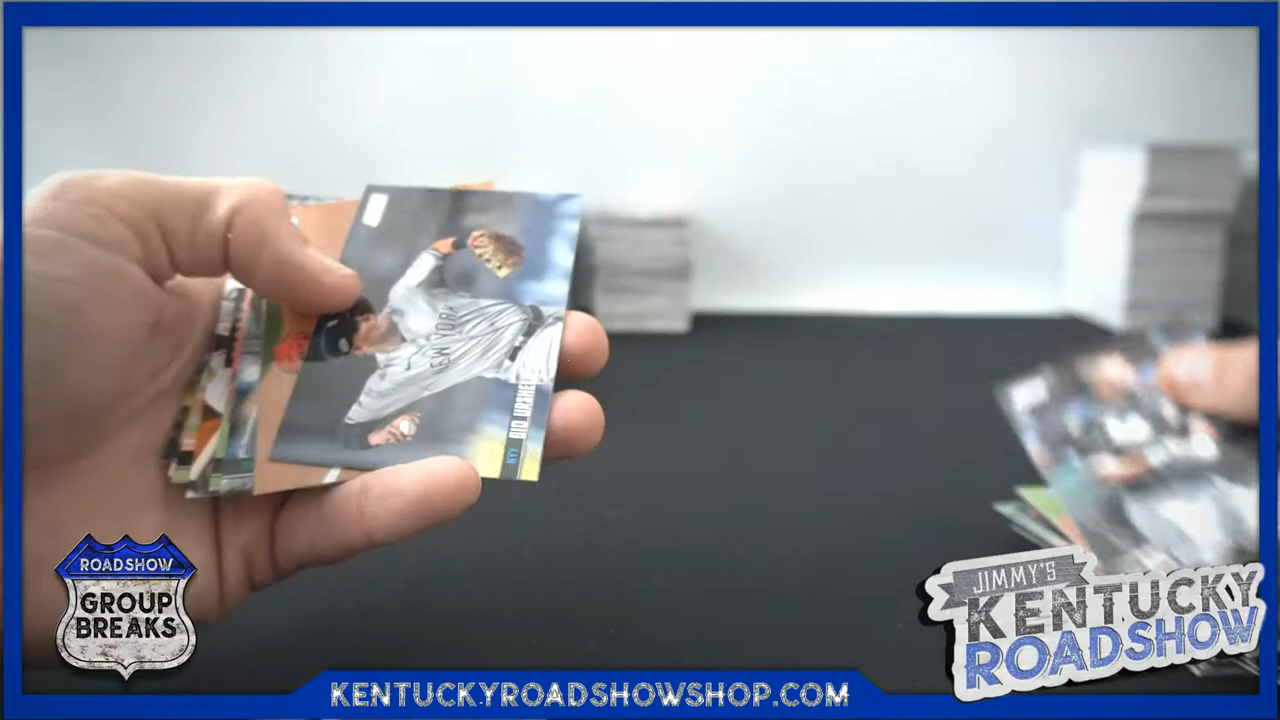 NEW YORK
NYY GIO URSHELA
ROADSHOW
GROUP
BREAKS
JIMMY'S
KENTUCKY
ROADSHOW
KENTUCKYROADSHOWSHOP.COM